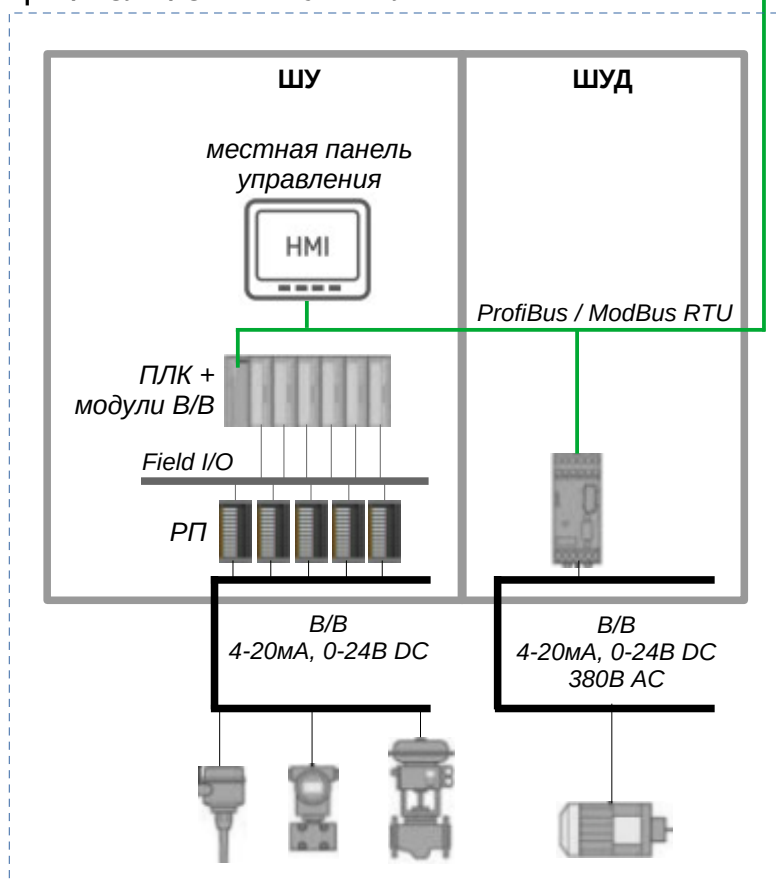 ШУ
ШУД
местная панель
управления
HMI
ProfiBus / ModBus RTU
ПЛК +
модули В/В
Field I/O
РП
В/В
4-20мА, 0-24В DC
В/В
4-20мА, 0-24В DC
380В AC